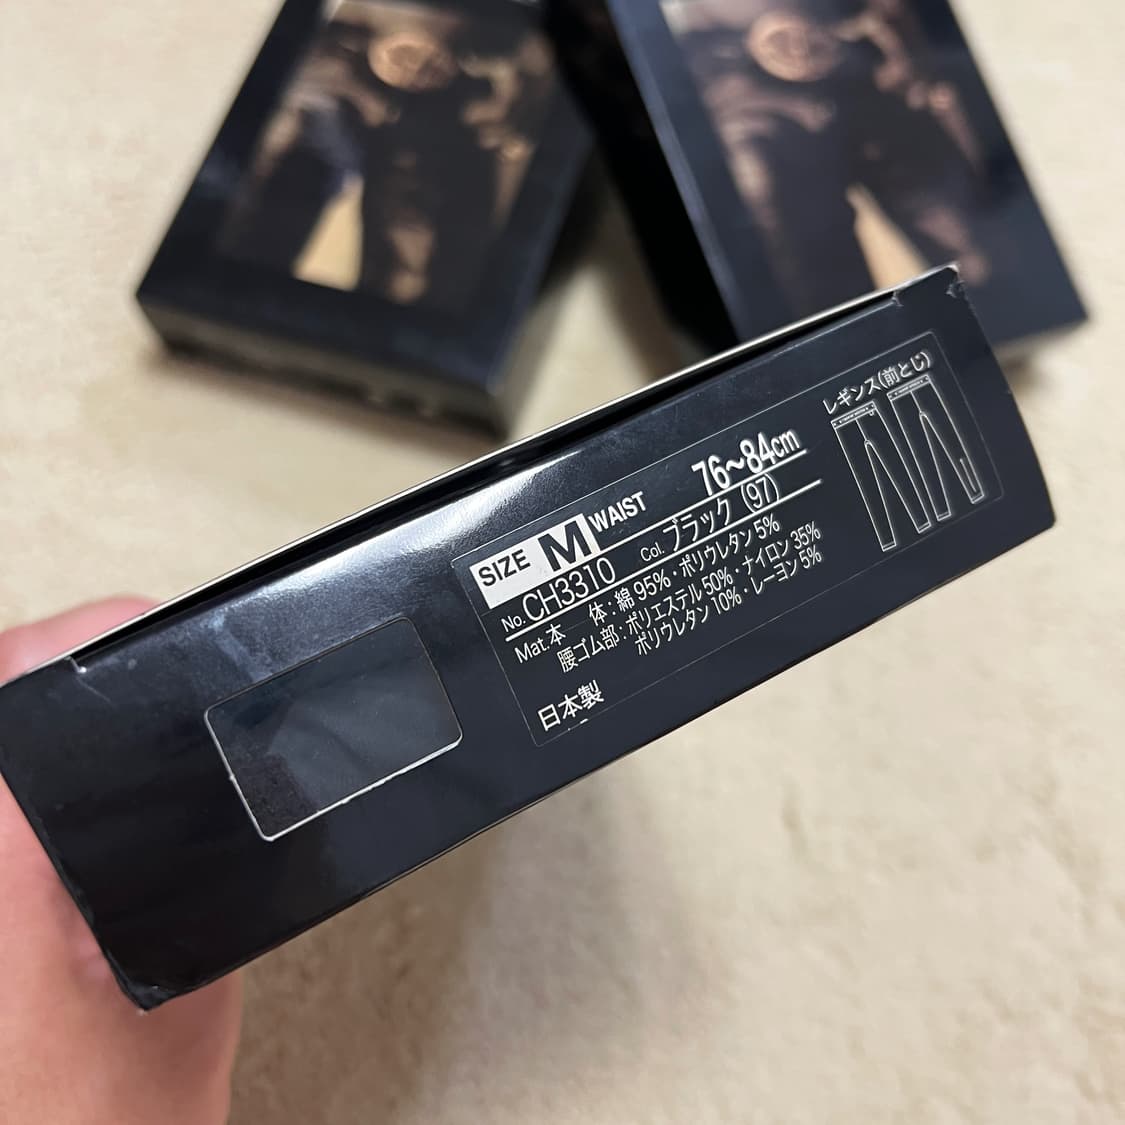 SIZE M WAIST 76~84cm
No. CH3310 Col. ブラック (97)
Mat. 本 体 : 綿 95%・ポリウレタン 5%
腰ゴム部 : ポリエステル 50%・ナイロン 35%
ポリウレタン 10%・レーヨン 5%
日本製
レギンス(前とじ)